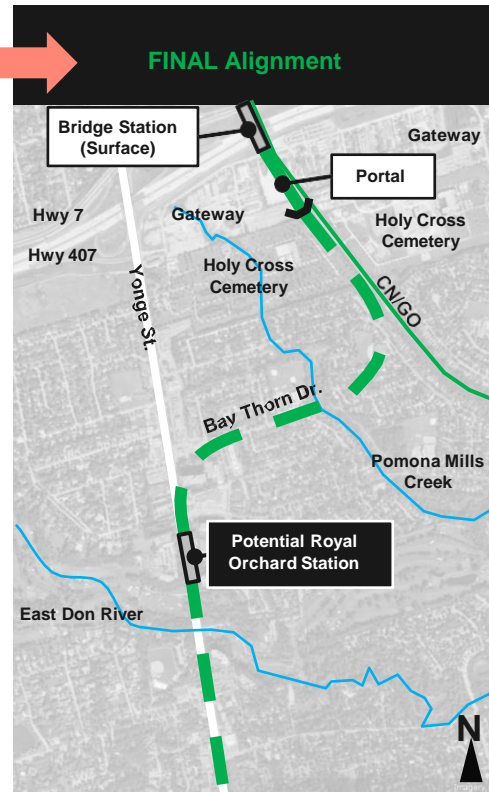 FINAL Alignment
Bridge Station
(Surface)
Gateway
Portal
Hwy 7
Gateway
Holy Cross
Cemetery
Hwy 407
Holy Cross
Cemetery
Yonge St.
CN/GO
Bay Thorn Dr.
Pomona Mills
Creek
Potential Royal
Orchard Station
East Don River
N